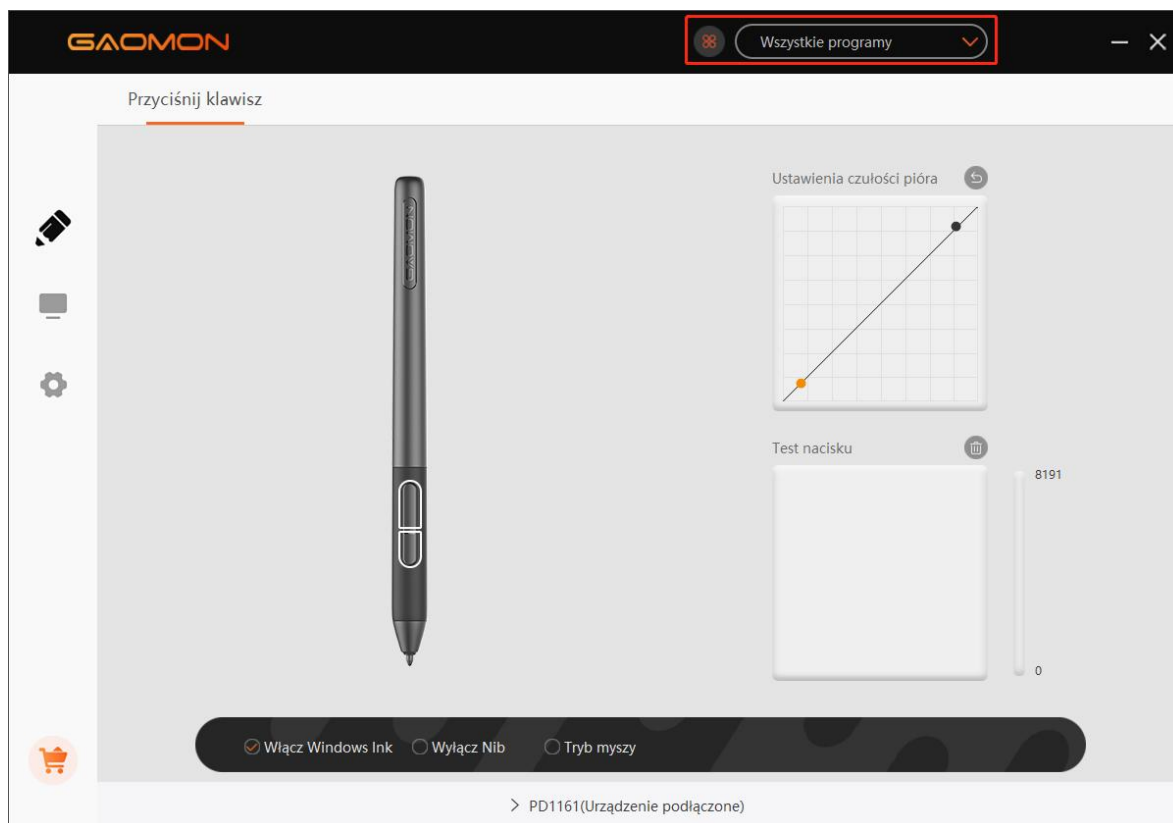 GAOMON
Wszystkie programy
Przyciśnij klawisz
GAOMON
Ustawienia czułości pióra
Test nacisku
8191
0
Włącz Windows Ink
Wyłącz Nib
Tryb myszy
PD1161(Urządzenie podłączone)